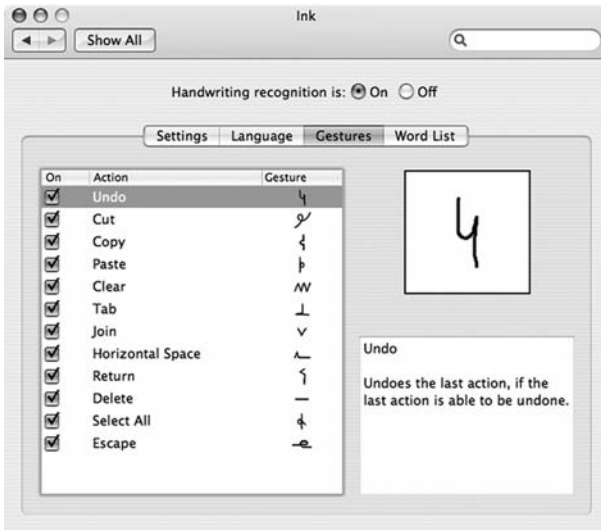 Ink
Show All
Handwriting recognition is: On Off
Settings Language Gestures Word List
On Action Gesture
Undo
Cut
Copy
Paste
Clear
Tab
Join
Horizontal Space
Return
Delete
Select All
Escape
Undo
Undoes the last action, if the
last action is able to be undone.